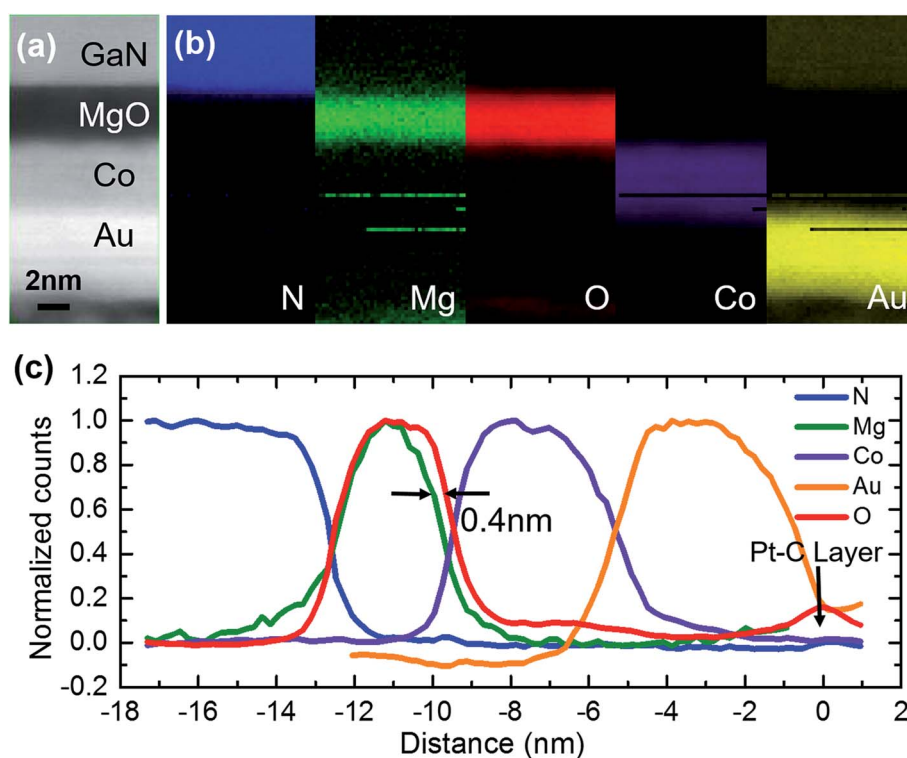 (a)
GaN
MgO
Co
Au
2nm
(b)
N
Mg
O
Co
Au
(c)
1.2
1.0
0.8
0.6
0.4
0.2
0.0
-0.2
Normalized counts
N
Mg
Co
Au
O
0.4nm
Pt-C Layer
-18
-16
-14
-12
-10
-8
-6
-4
-2
0
2
Distance (nm)